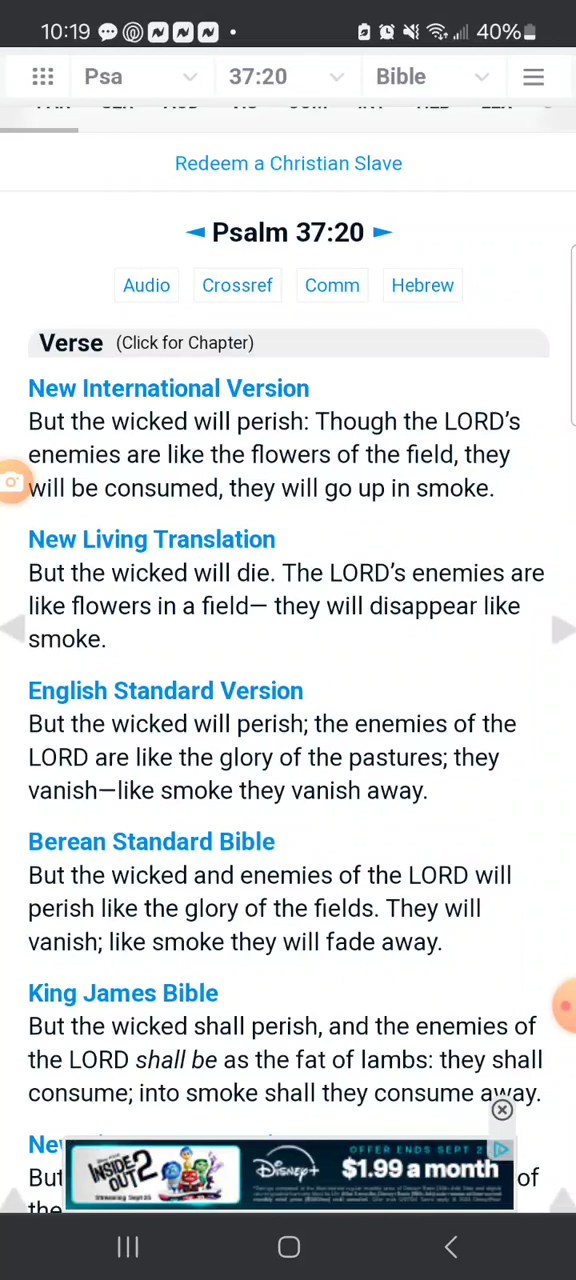 10:19 40%
Psa 37:20 Bible
Redeem a Christian Slave
Psalm 37:20
Audio Crossref Comm Hebrew
Verse (Click for Chapter)
New International Version
But the wicked will perish: Though the LORD’s
enemies are like the flowers of the field, they
will be consumed, they will go up in smoke.
New Living Translation
But the wicked will die. The LORD’s enemies are
like flowers in a field— they will disappear like
smoke.
English Standard Version
But the wicked will perish; the enemies of the
LORD are like the glory of the pastures; they
vanish—like smoke they vanish away.
Berean Standard Bible
But the wicked and enemies of the LORD will
perish like the glory of the fields. They will
vanish; like smoke they will fade away.
King James Bible
But the wicked shall perish, and the enemies of
the LORD shall be as the fat of lambs: they shall
consume; into smoke shall they consume away.
But of
the
INSIDE OUT 2
Disney+
OFFER ENDS SEPT 2
$1.99 a month